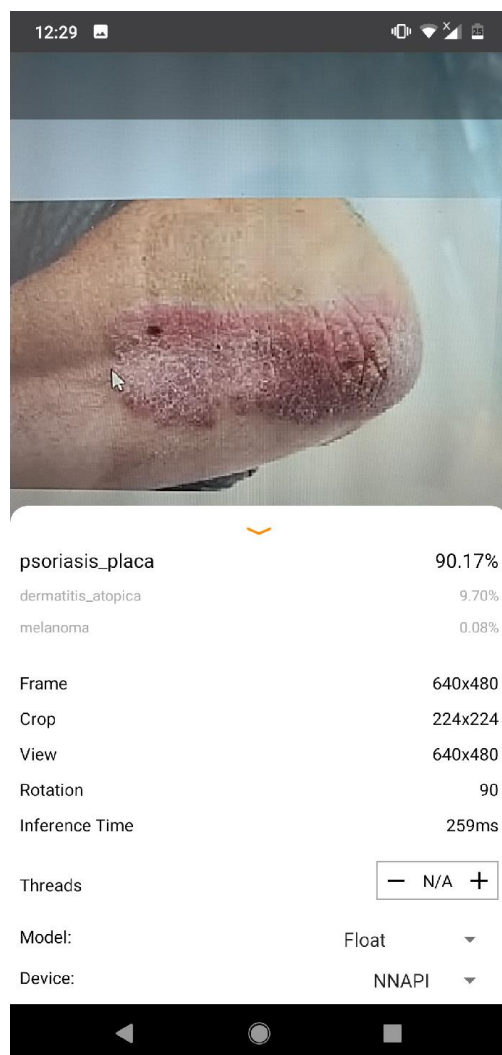 12:29
x
25
psoriasis_placa 90.17%
dermatitis_atopica 9.70%
melanoma 0.08%
Frame 640x480
Crop 224x224
View 640x480
Rotation 90
Inference Time 259ms
Threads N/A
Model: Float
Device: NNAPI